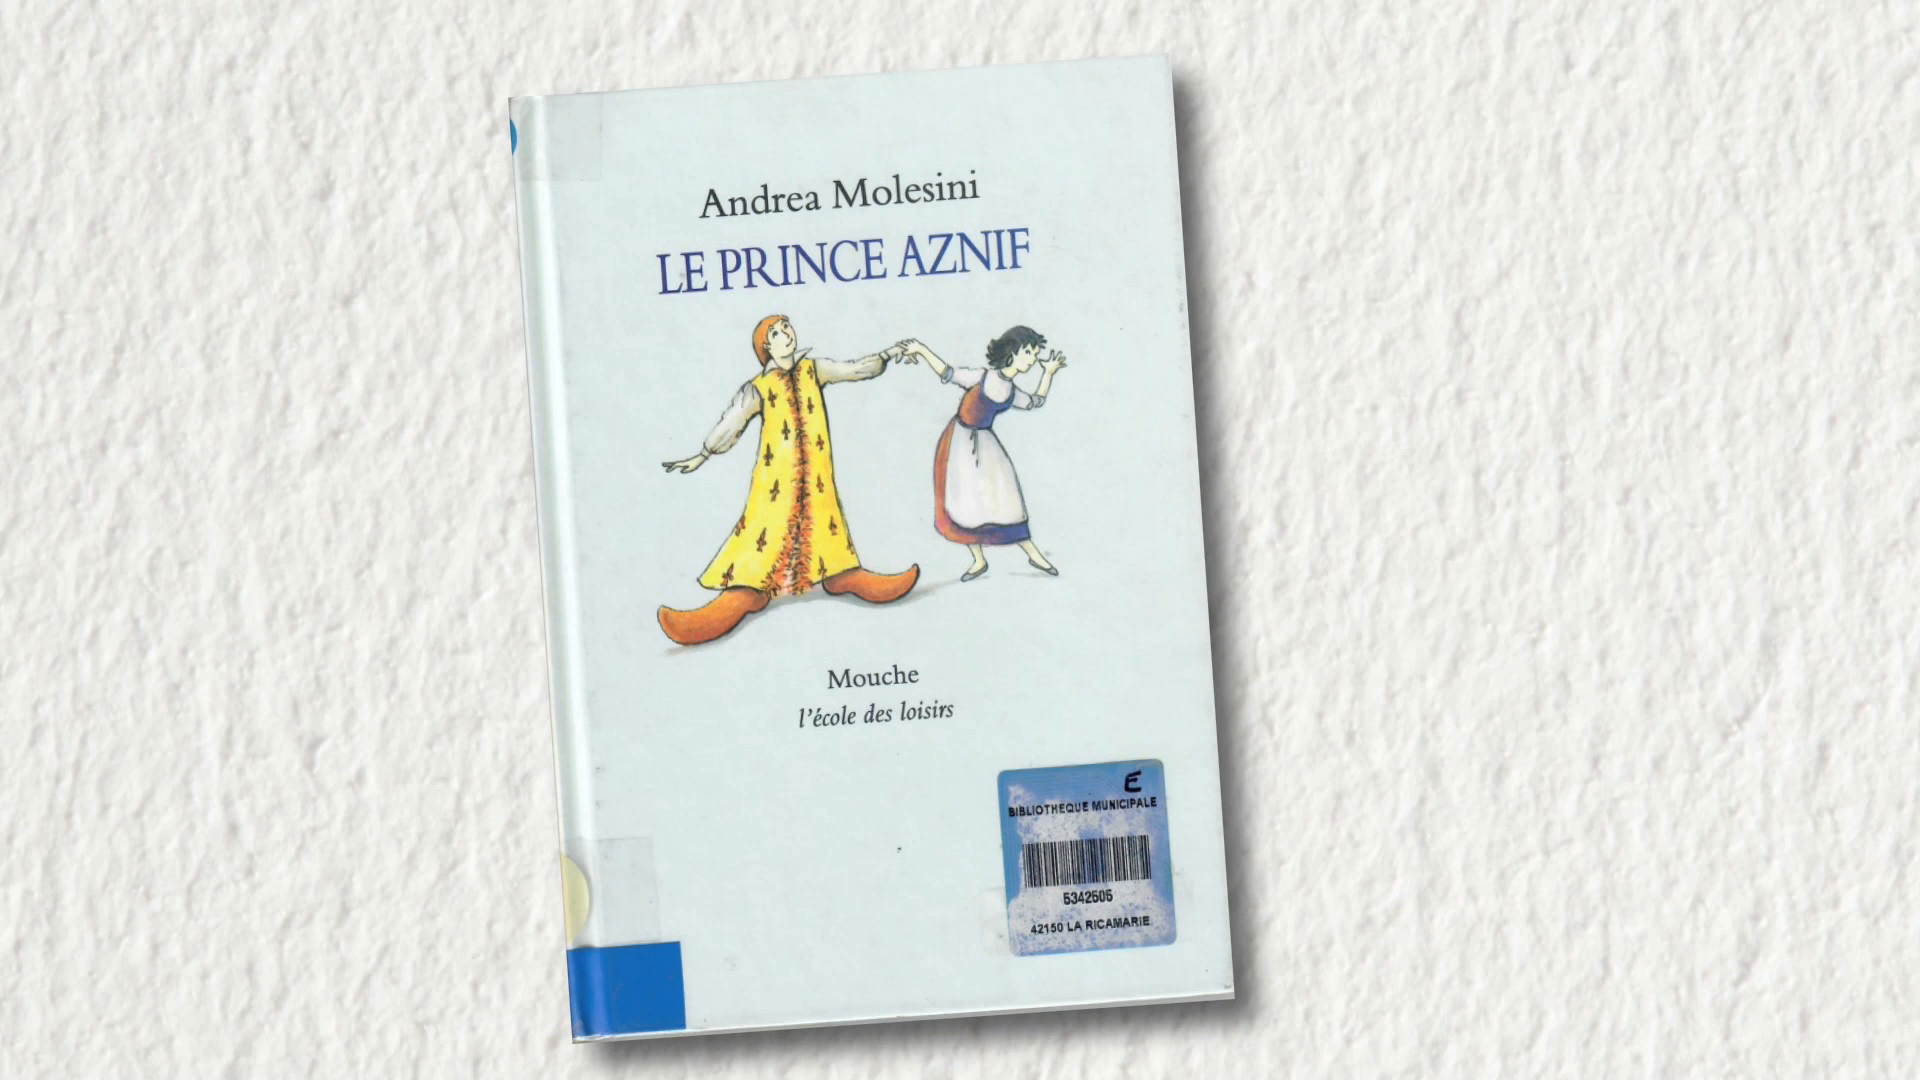 Andrea Molesini
LE PRINCE AZNIF
Mouche
l'école des loisirs
E
BIBLIOTHEQUE MUNICIPALE
5342505
42150 LA RICAMARIE